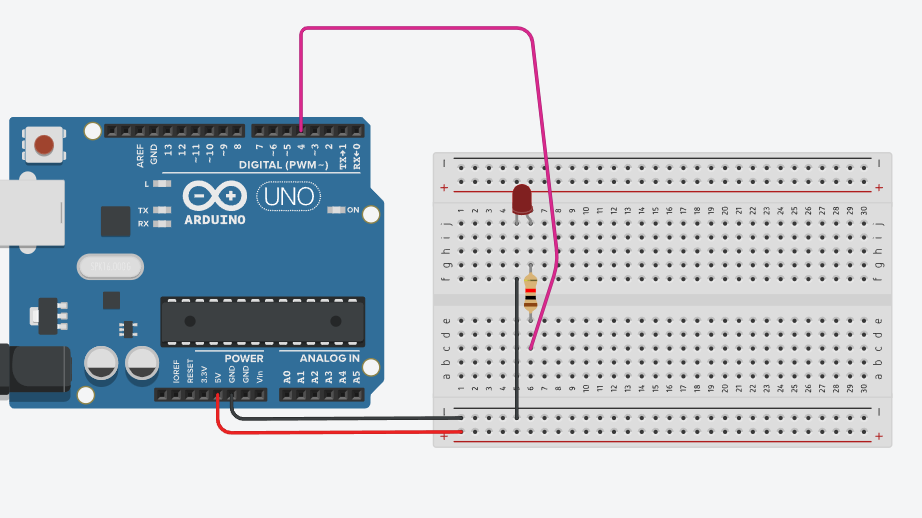 AREF
GND
13
12
~11
~10
~9
8
7
~6
~5
4
~3
2
TX→1
RX←0
DIGITAL (PWM ~)
L
TX
RX
ARDUINO
UNO
ON
POWER
ANALOG IN
IOREF
RESET
3.3V
5V
GND
GND
Vin
A0
A1
A2
A3
A4
A5
− −
+ +
1 2 3 4 7 8 9 10 11 12 13 14 15 16 17 18 19 20 21 22 23 24 25 26 27 28 29 30
j j
i i
h h
g g
f f
e e
d d
c c
b b
a a
1 2 3 4 5 6 7 8 9 10 11 12 13 14 15 16 17 18 19 20 21 22 23 24 25 26 27 28 29 30
− −
+ +